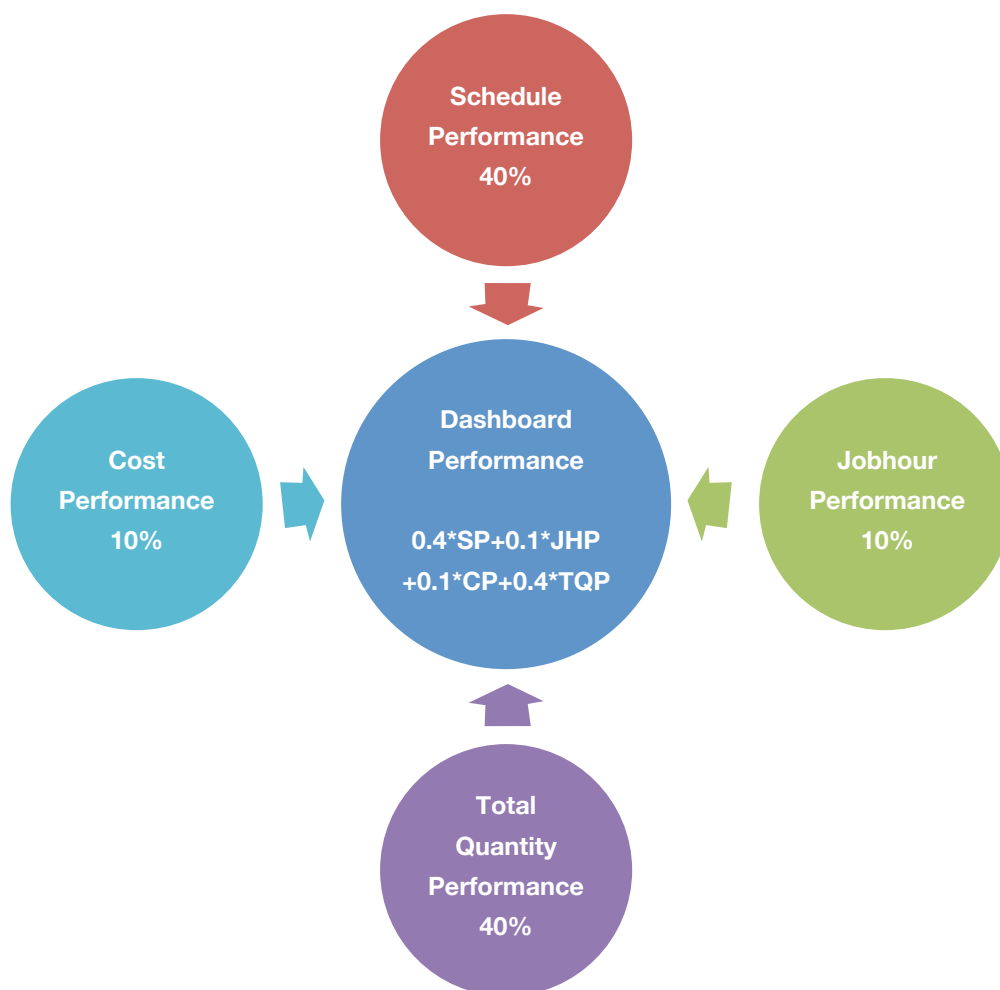 Schedule
Performance
40%
Cost
Performance
10%
Dashboard
Performance
0.4*SP+0.1*JHP
+0.1*CP+0.4*TQP
Jobhour
Performance
10%
Total
Quantity
Performance
40%